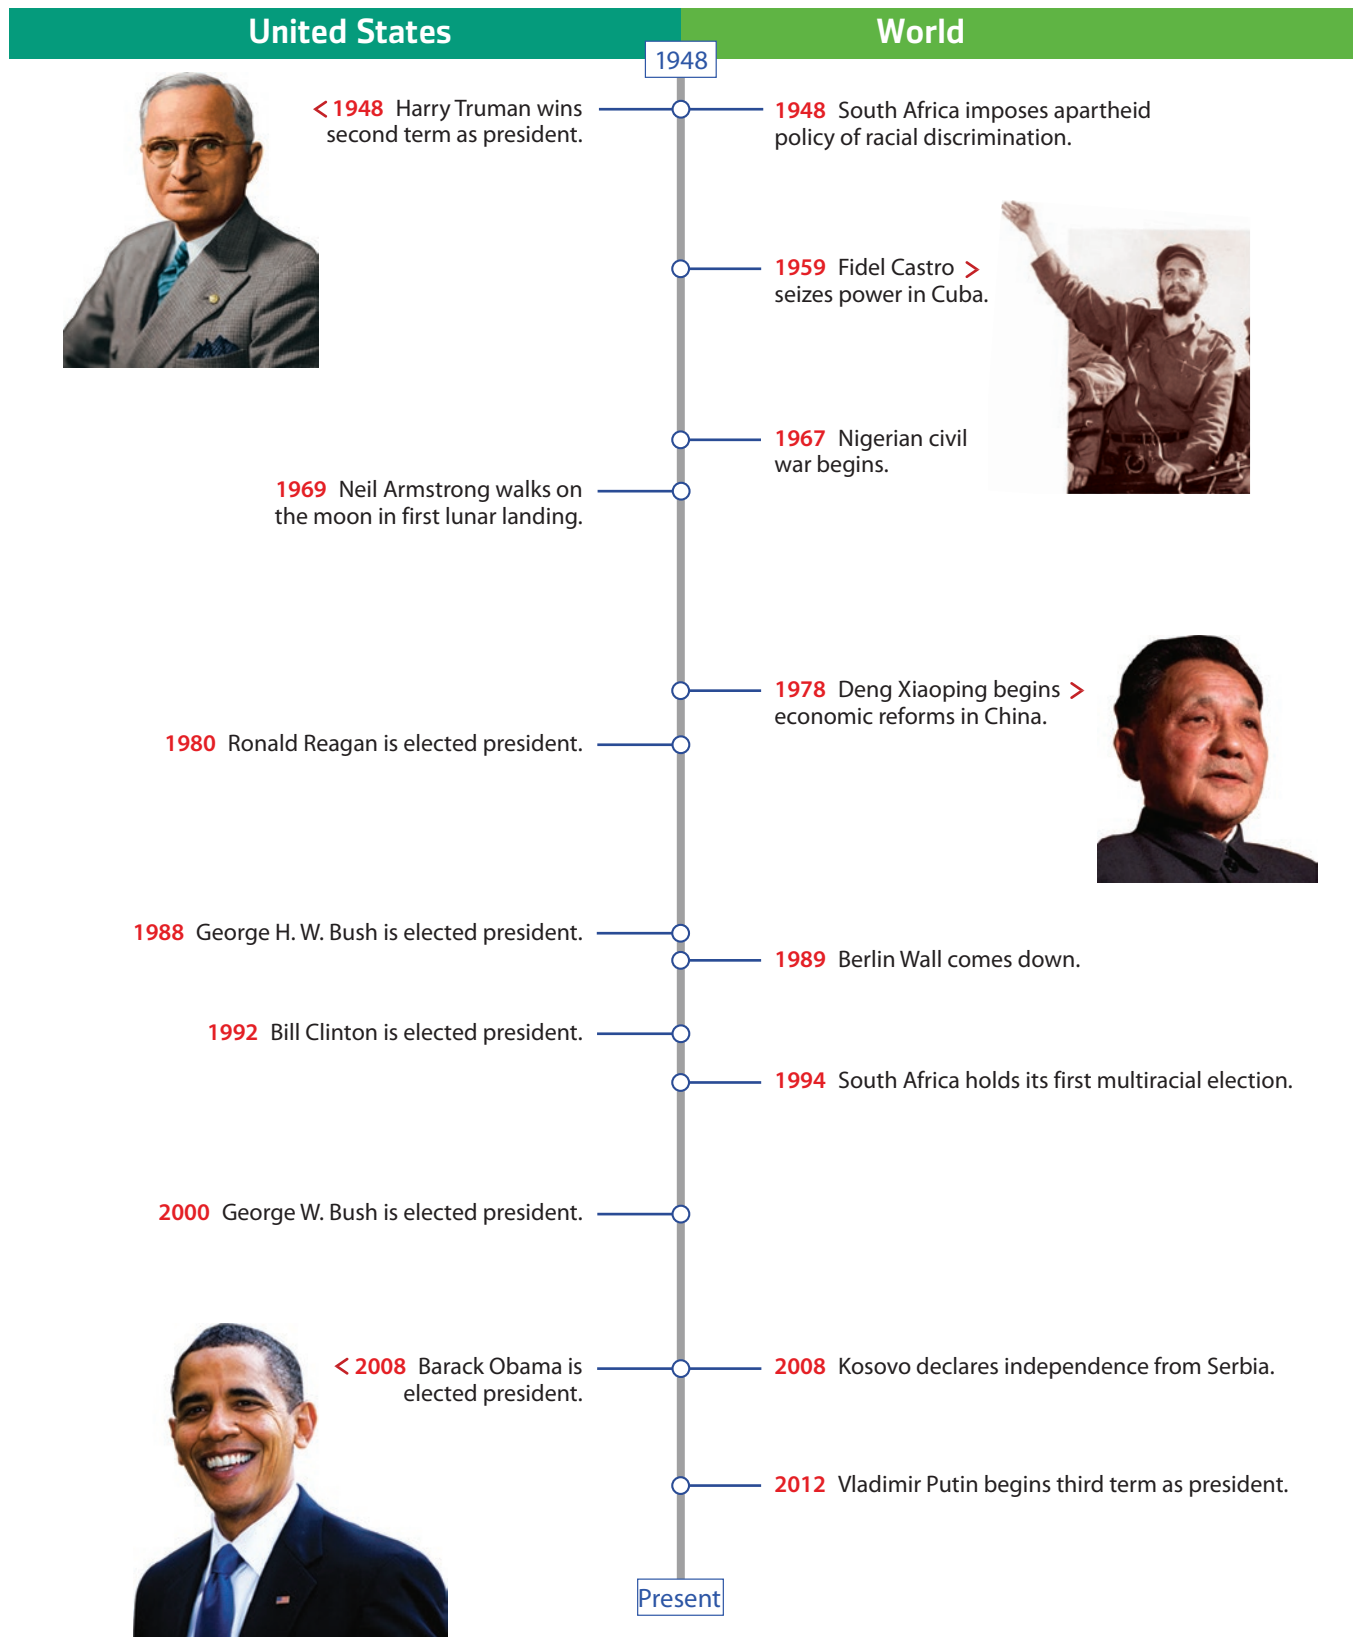 United States
World
1948
< 1948 Harry Truman wins
second term as president.
1948 South Africa imposes apartheid
policy of racial discrimination.
1959 Fidel Castro >
seizes power in Cuba.
1967 Nigerian civil
war begins.
1969 Neil Armstrong walks on
the moon in first lunar landing.
1978 Deng Xiaoping begins >
economic reforms in China.
1980 Ronald Reagan is elected president.
1988 George H. W. Bush is elected president.
1989 Berlin Wall comes down.
1992 Bill Clinton is elected president.
1994 South Africa holds its first multiracial election.
2000 George W. Bush is elected president.
< 2008 Barack Obama is
elected president.
2008 Kosovo declares independence from Serbia.
2012 Vladimir Putin begins third term as president.
Present